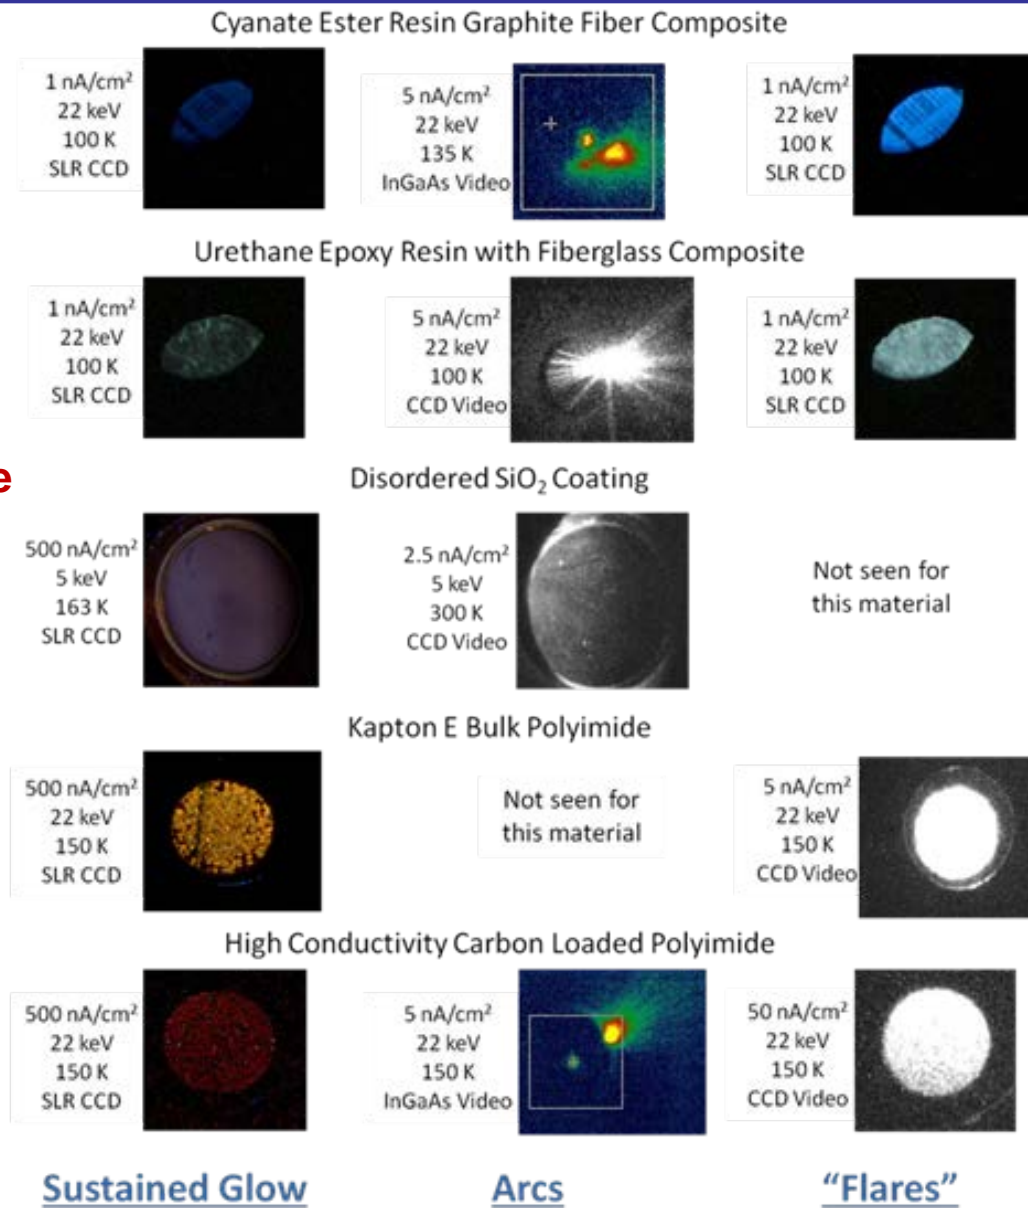 Cyanate Ester Resin Graphite Fiber Composite
1 nA/cm²
22 keV
100 K
SLR CCD
5 nA/cm²
22 keV
135 K
InGaAs Video
1 nA/cm²
22 keV
100 K
SLR CCD
Urethane Epoxy Resin with Fiberglass Composite
1 nA/cm²
22 keV
100 K
SLR CCD
5 nA/cm²
22 keV
100 K
CCD Video
1 nA/cm²
22 keV
100 K
SLR CCD
e
Disordered SiO₂ Coating
500 nA/cm²
5 keV
163 K
SLR CCD
2.5 nA/cm²
5 keV
300 K
CCD Video
Not seen for
this material
Kapton E Bulk Polyimide
500 nA/cm²
22 keV
150 K
SLR CCD
Not seen for
this material
5 nA/cm²
22 keV
150 K
CCD Video
High Conductivity Carbon Loaded Polyimide
500 nA/cm²
22 keV
150 K
SLR CCD
5 nA/cm²
22 keV
150 K
InGaAs Video
50 nA/cm²
22 keV
150 K
CCD Video
Sustained Glow
Arcs
“Flares”